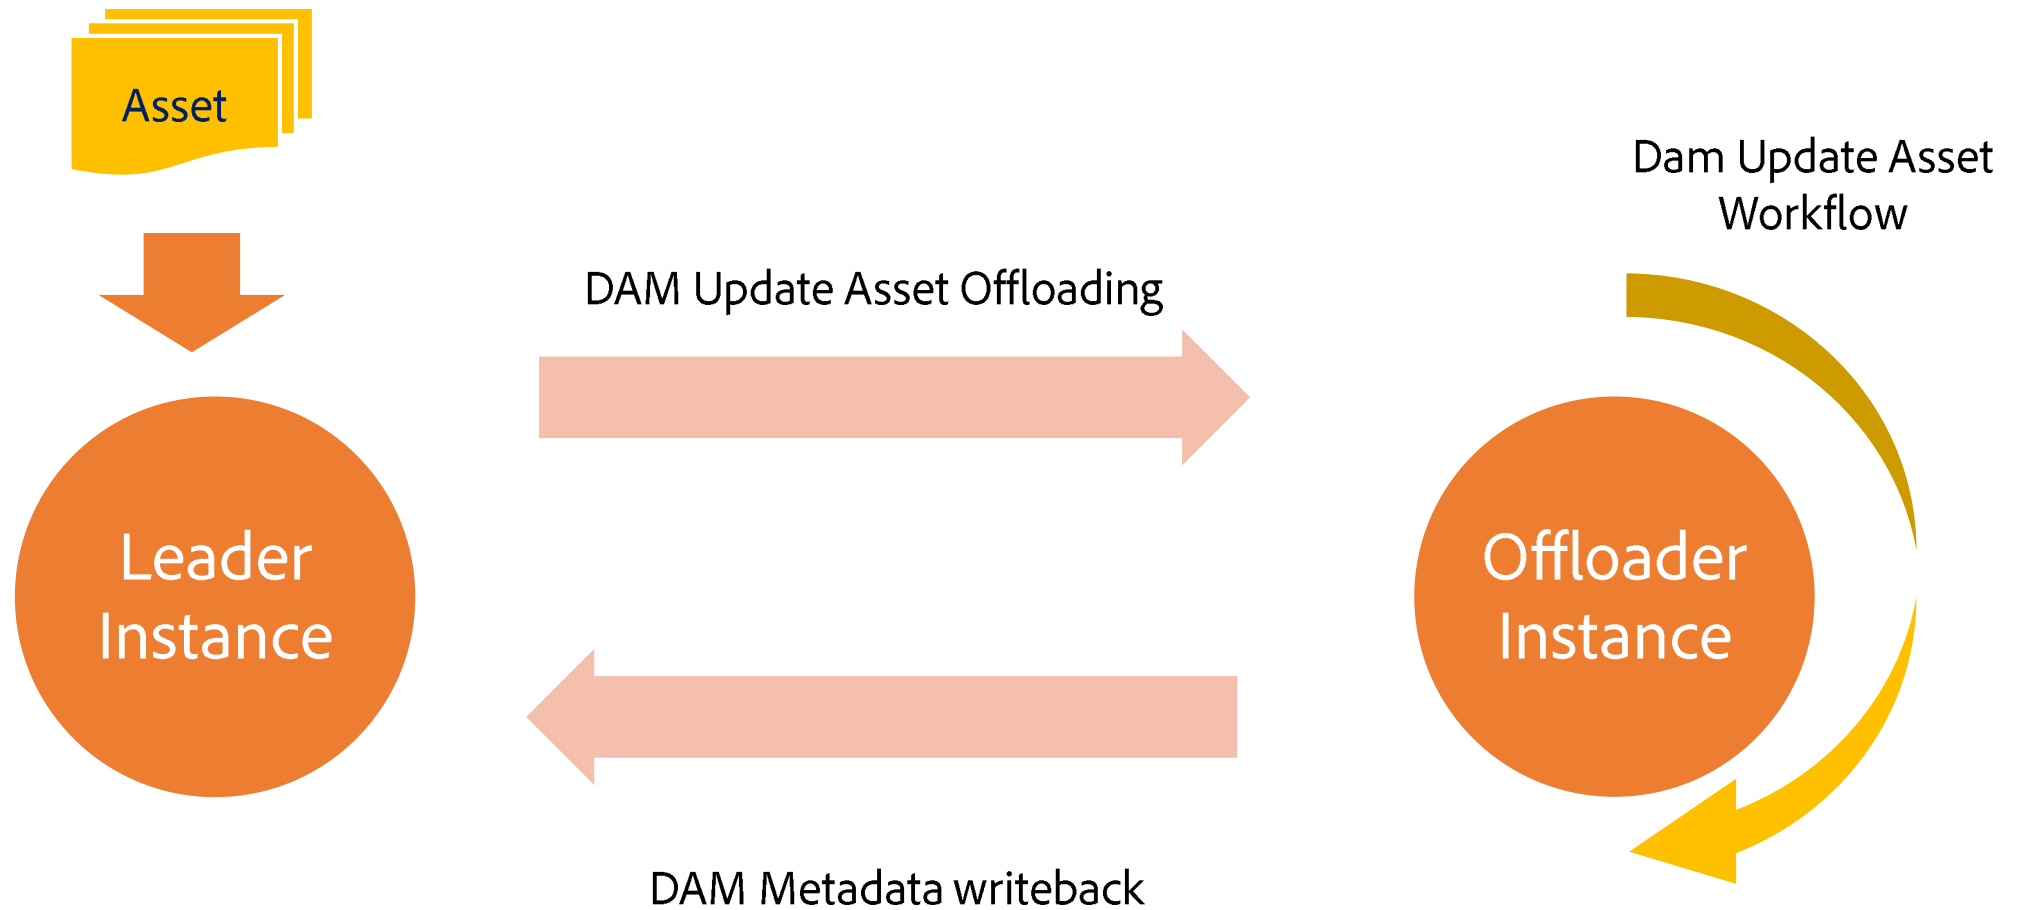 Asset
Dam Update Asset
Workflow
DAM Update Asset Offloading
Leader
Instance
Offloader
Instance
DAM Metadata writeback